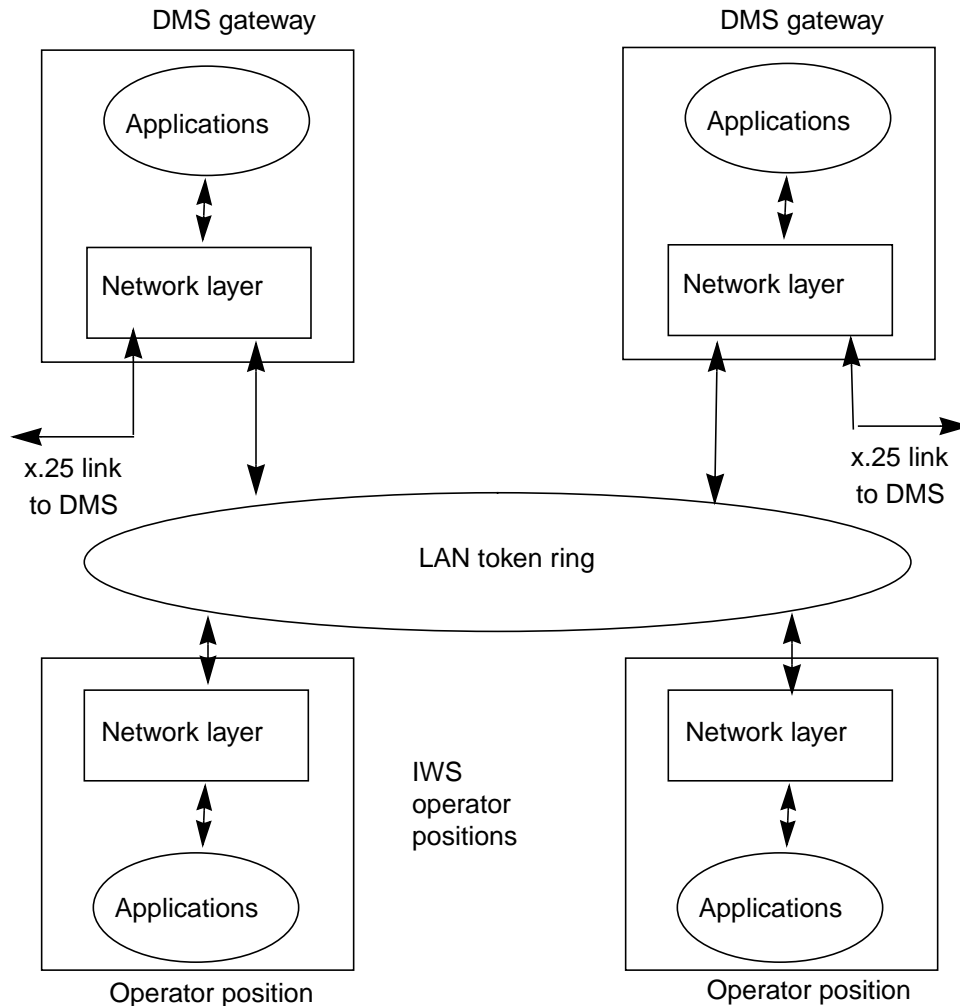 DMS gateway
DMS gateway
Applications
Applications
Network layer
Network layer
x.25 link
to DMS
x.25 link
to DMS
LAN token ring
Network layer
Network layer
IWS
operator
positions
Applications
Applications
Operator position
Operator position